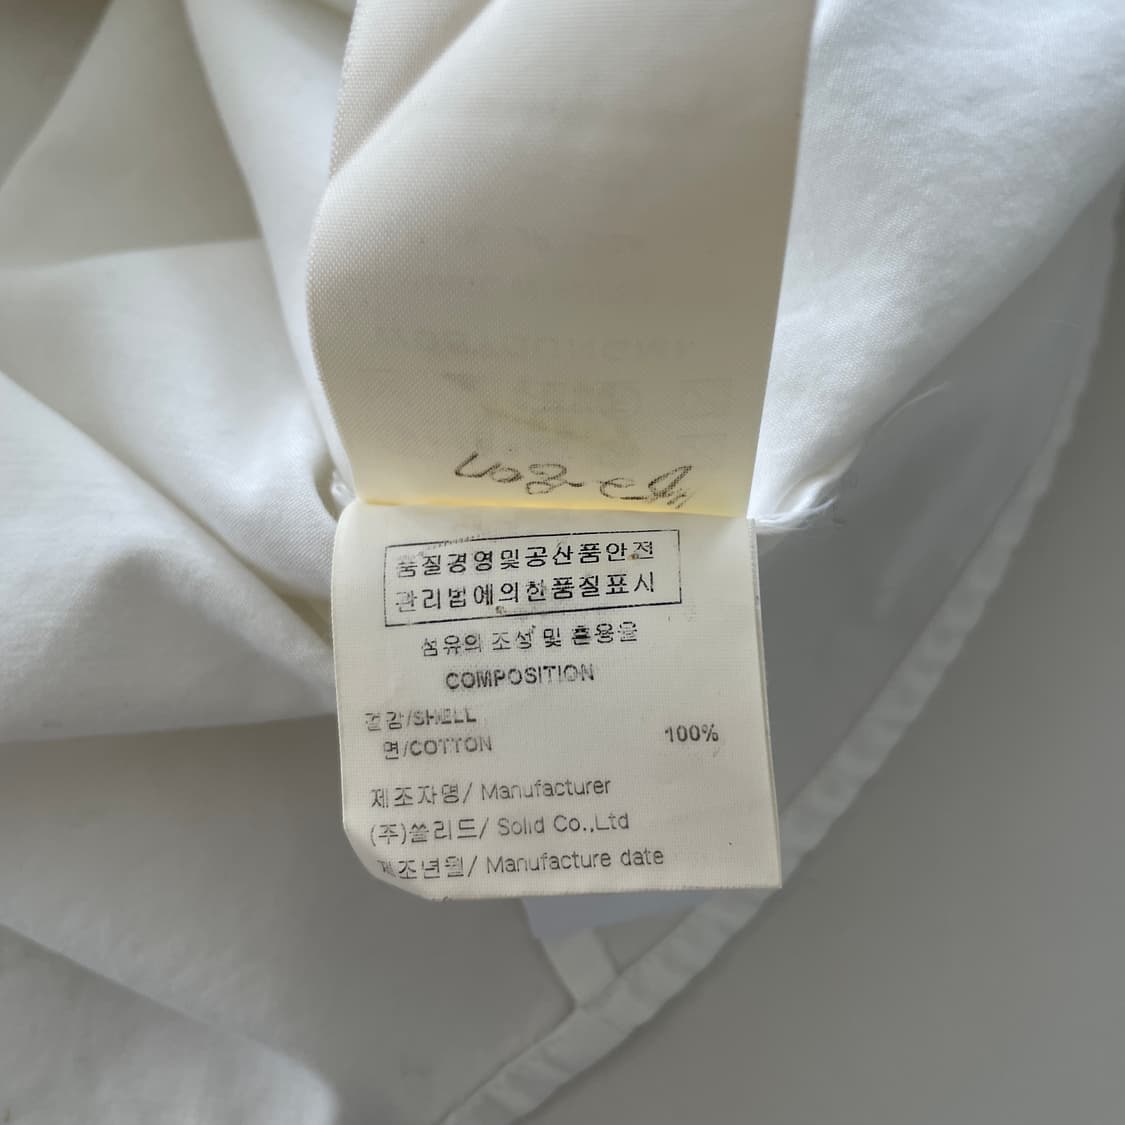 품질경영및공산품안전
관리법에의한품질표시
섬유의 조성 및 혼용율
COMPOSITION
겉감/SHELL
면/COTTON 100%
제조자명/ Manufacturer
(주)쏠리드/ Solid Co.,Ltd
제조년월/ Manufacture date